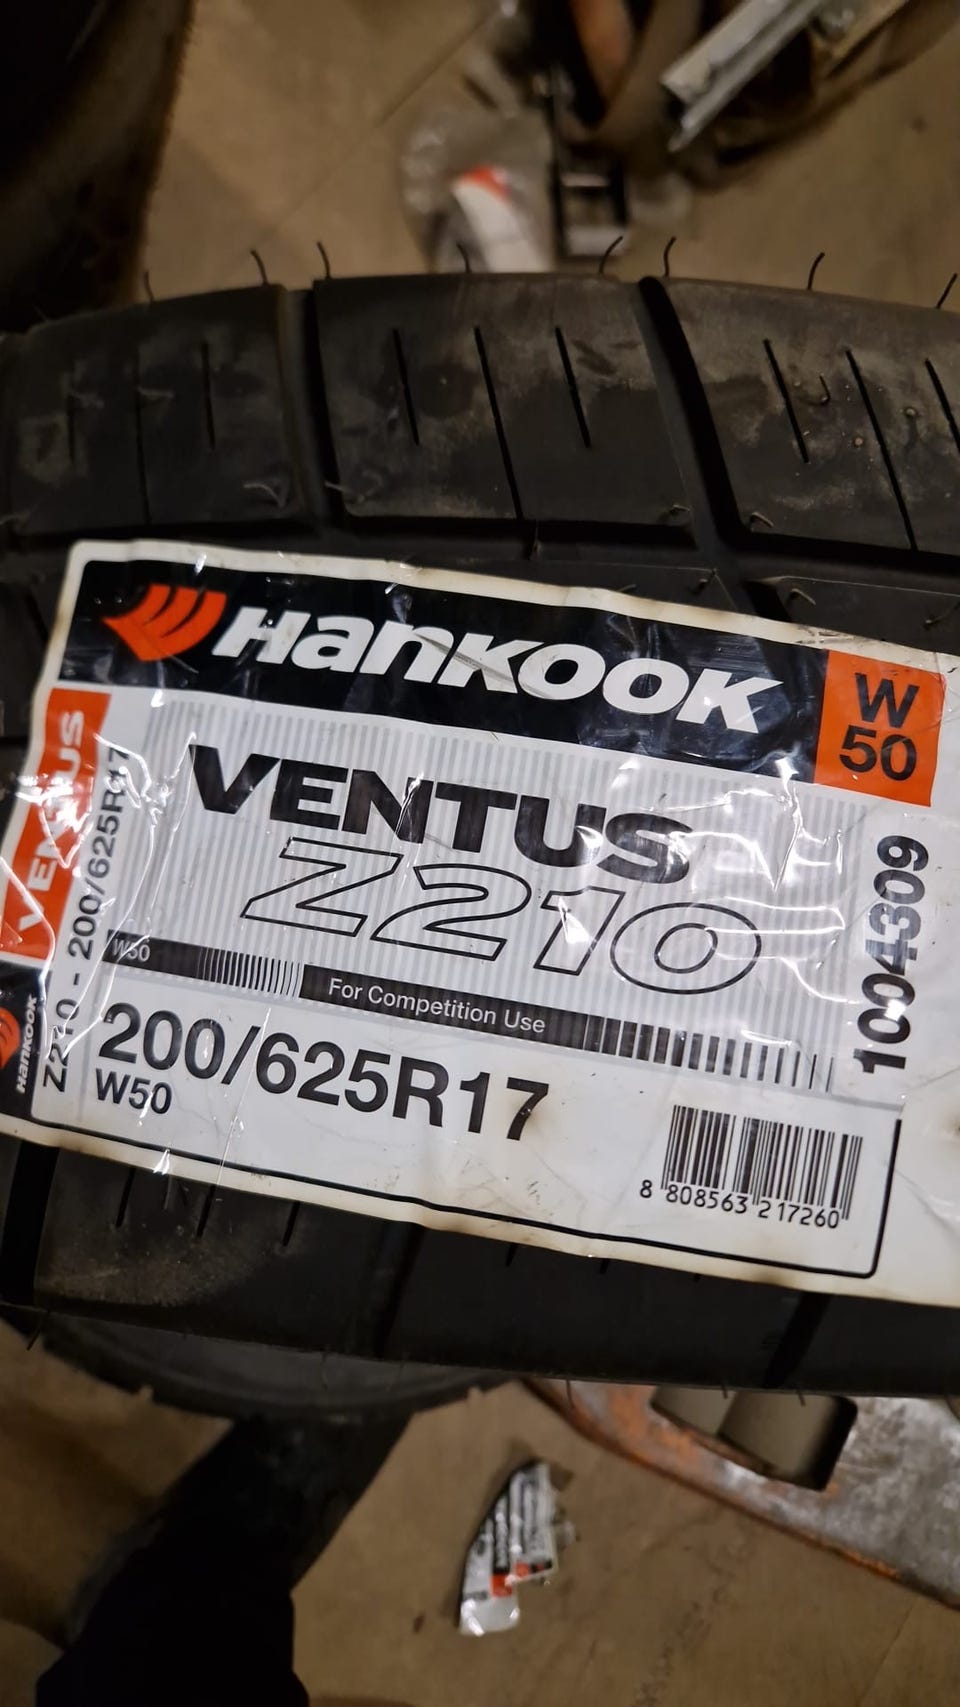 HANKOOK
W
50
VENTUS
Z210
W50
For Competition Use
200/625R17
W50
1004309
8 808563 217260
VENTUS
Z210 - 200/625R17
HANKOOK